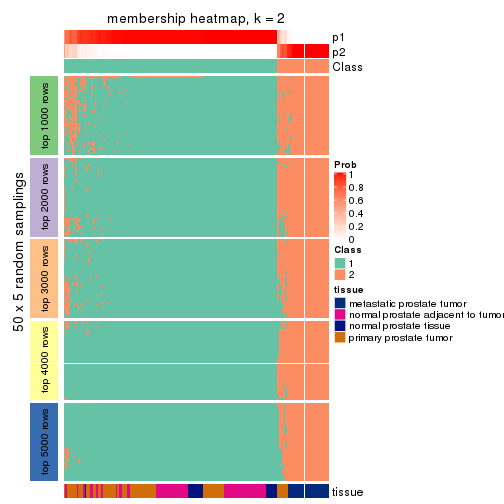 membership heatmap, k = 2
p1
p2
Class
50 x 5 random samplings
top 1000 rows
top 2000 rows
top 3000 rows
top 4000 rows
top 5000 rows
Prob
1
0.8
0.6
0.4
0.2
0
Class
1
2
tissue
metastatic prostate tumor
normal prostate adjacent to tumor
normal prostate tissue
primary prostate tumor
tissue